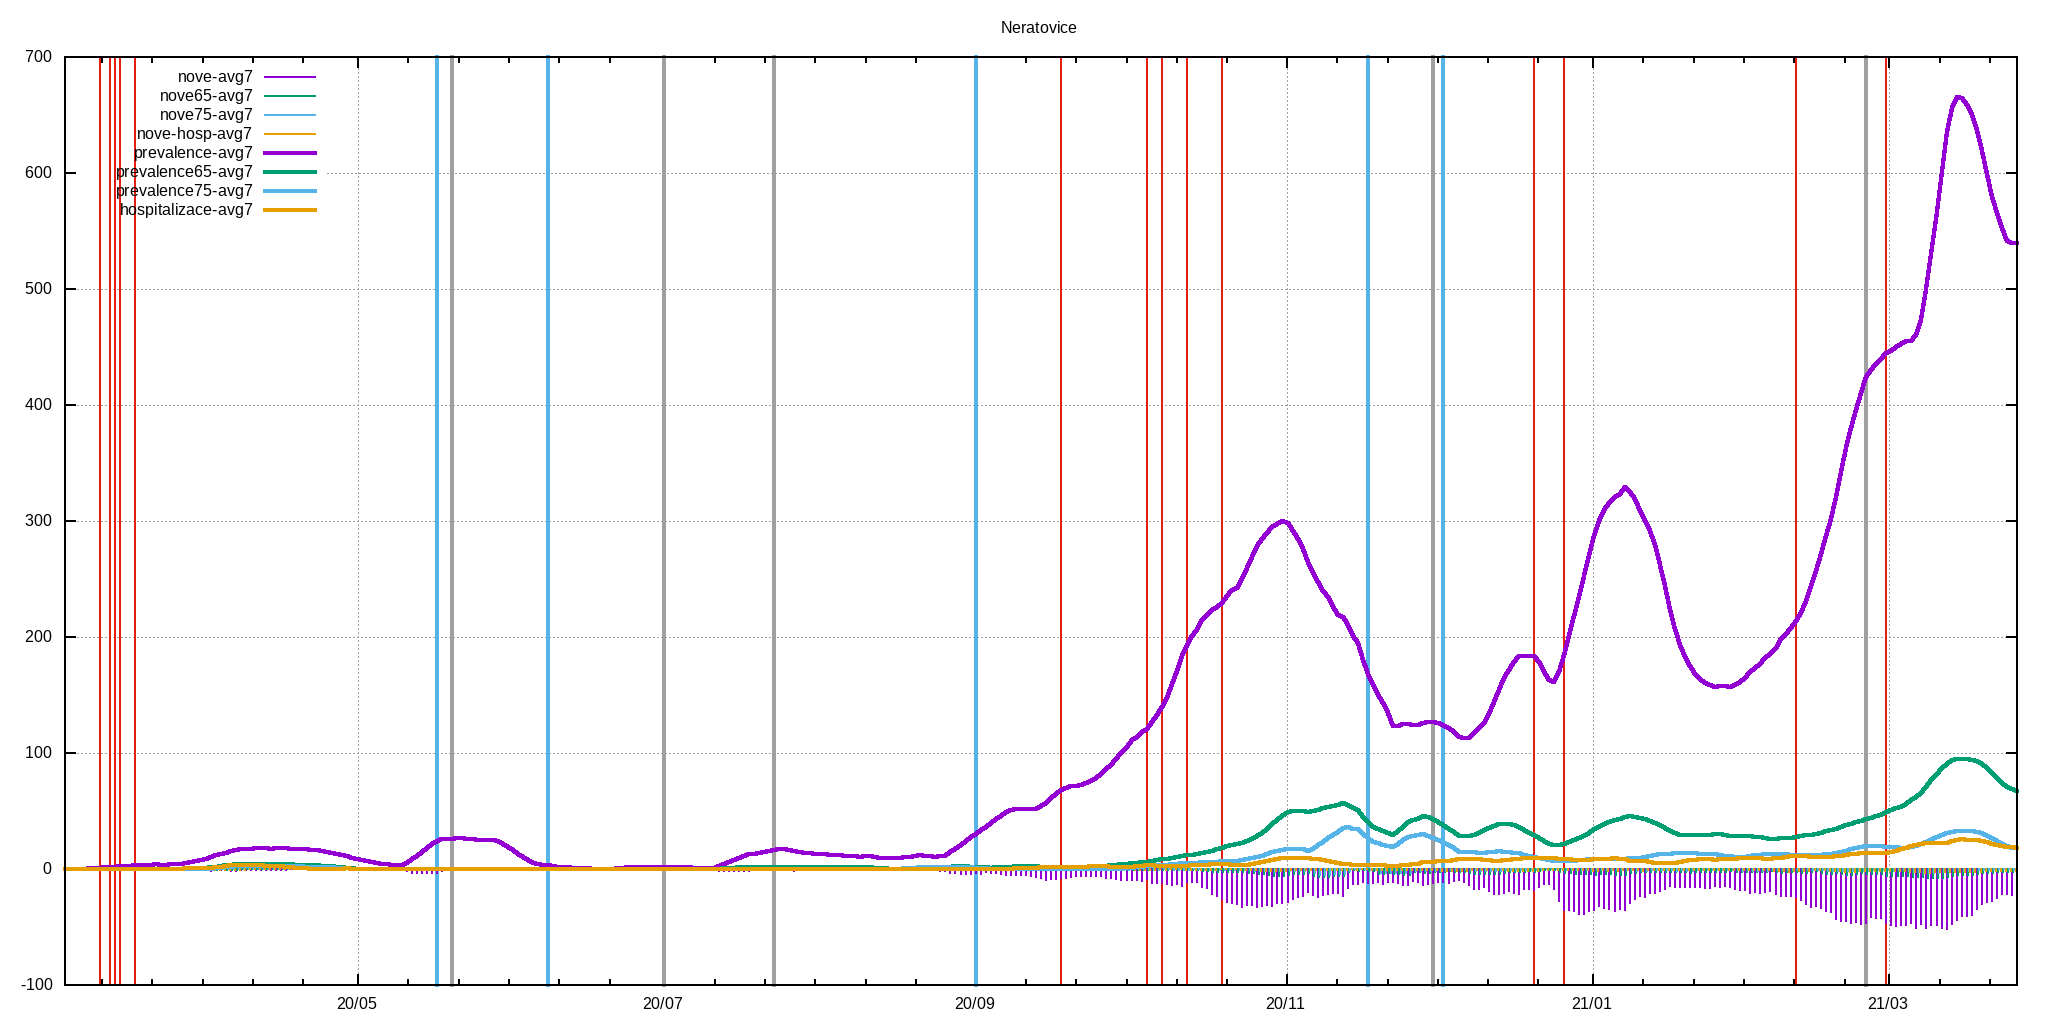 Neratovice
700
nove-avg7
nove65-avg7
nove75-avg7
nove-hosp-avg7
prevalence-avg7
prevalence65-avg7
prevalence75-avg7
hospitalizace-avg7
600
500
400
300
200
100
0
-100
20/05 20/07 20/09 20/11 21/01 21/03